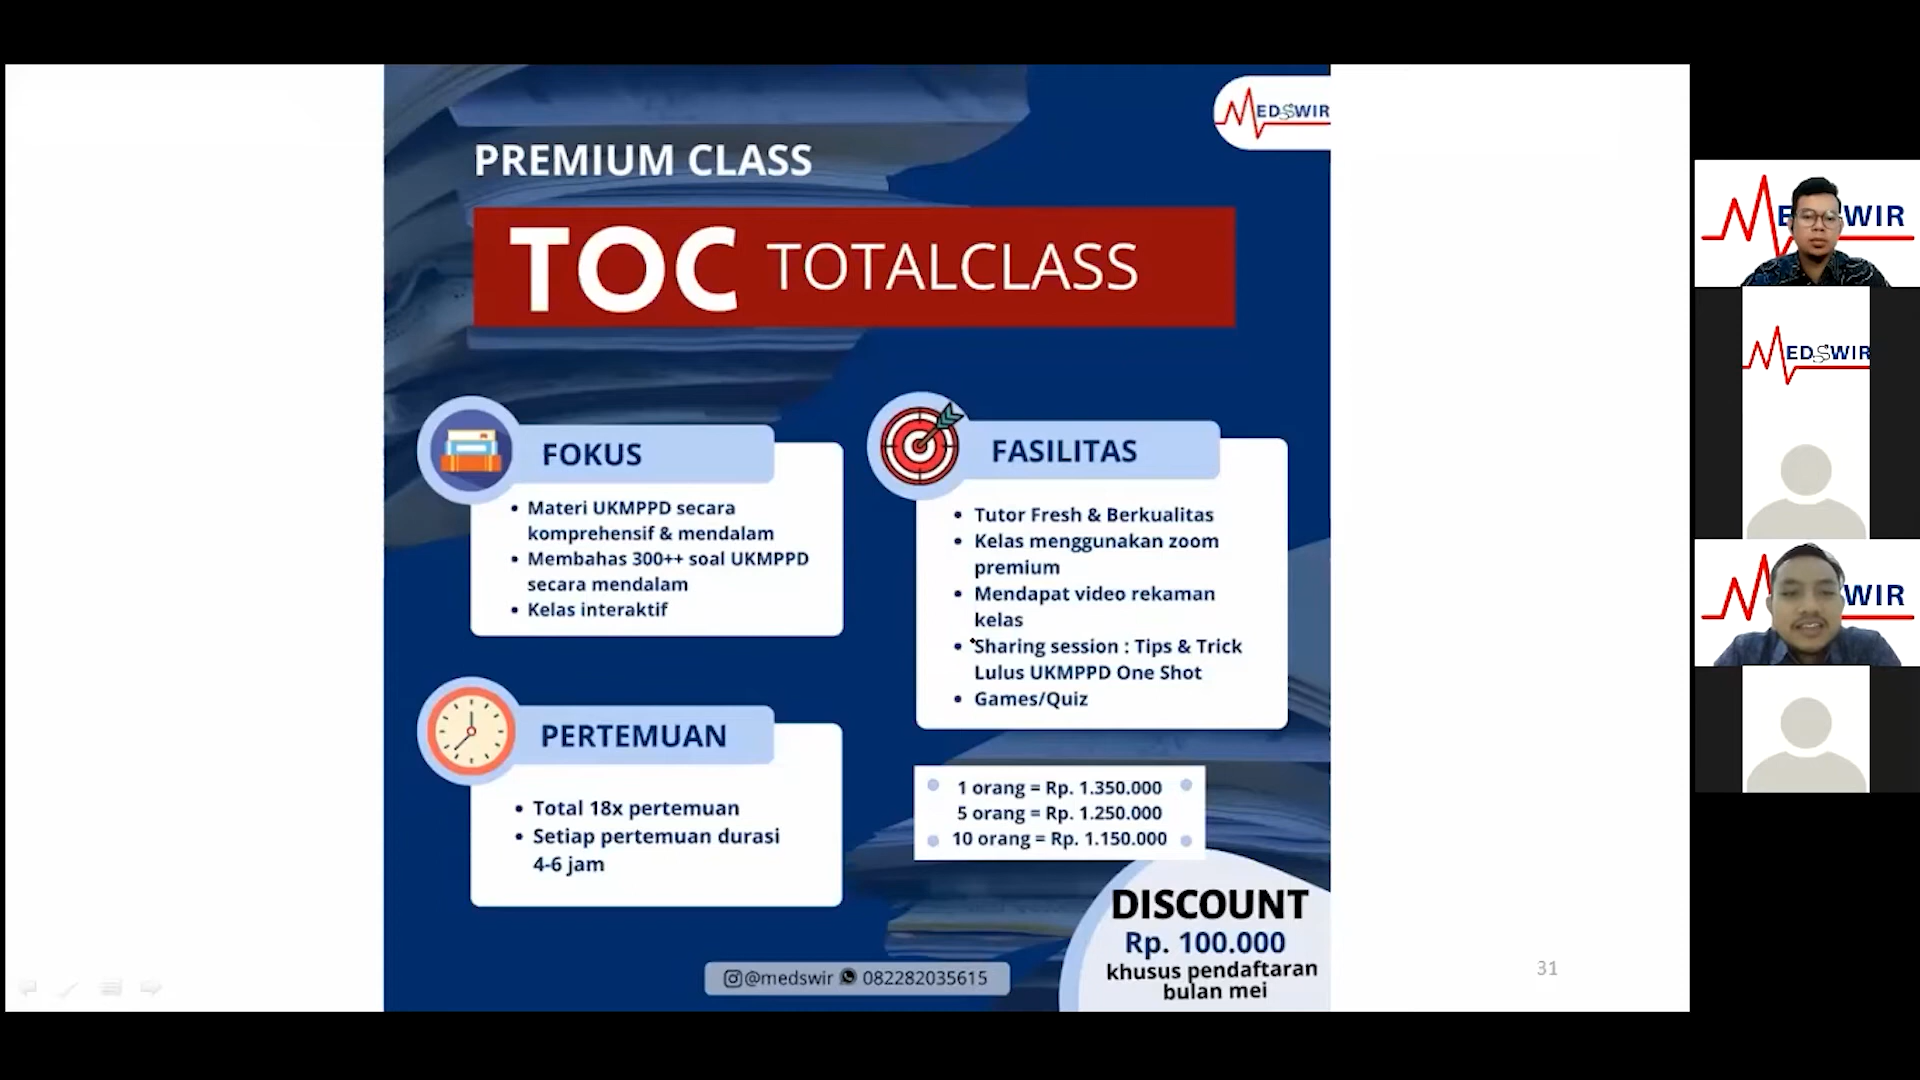 MEDSWIR
PREMIUM CLASS
TOC TOTALCLASS
FOKUS
• Materi UKMPPD secara
komprehensif & mendalam
• Membahas 300++ soal UKMPPD
secara mendalam
• Kelas interaktif
FASILITAS
• Tutor Fresh & Berkualitas
• Kelas menggunakan zoom
premium
• Mendapat video rekaman
kelas
• Sharing session : Tips & Trick
Lulus UKMPPD One Shot
• Games/Quiz
PERTEMUAN
• Total 18x pertemuan
• Setiap pertemuan durasi
4-6 jam
1 orang = Rp. 1.350.000
5 orang = Rp. 1.250.000
10 orang = Rp. 1.150.000
DISCOUNT
Rp. 100.000
khusus pendaftaran
bulan mei
@medswir 082282035615
31
MEDSWIR
MEDSWIR
WIR